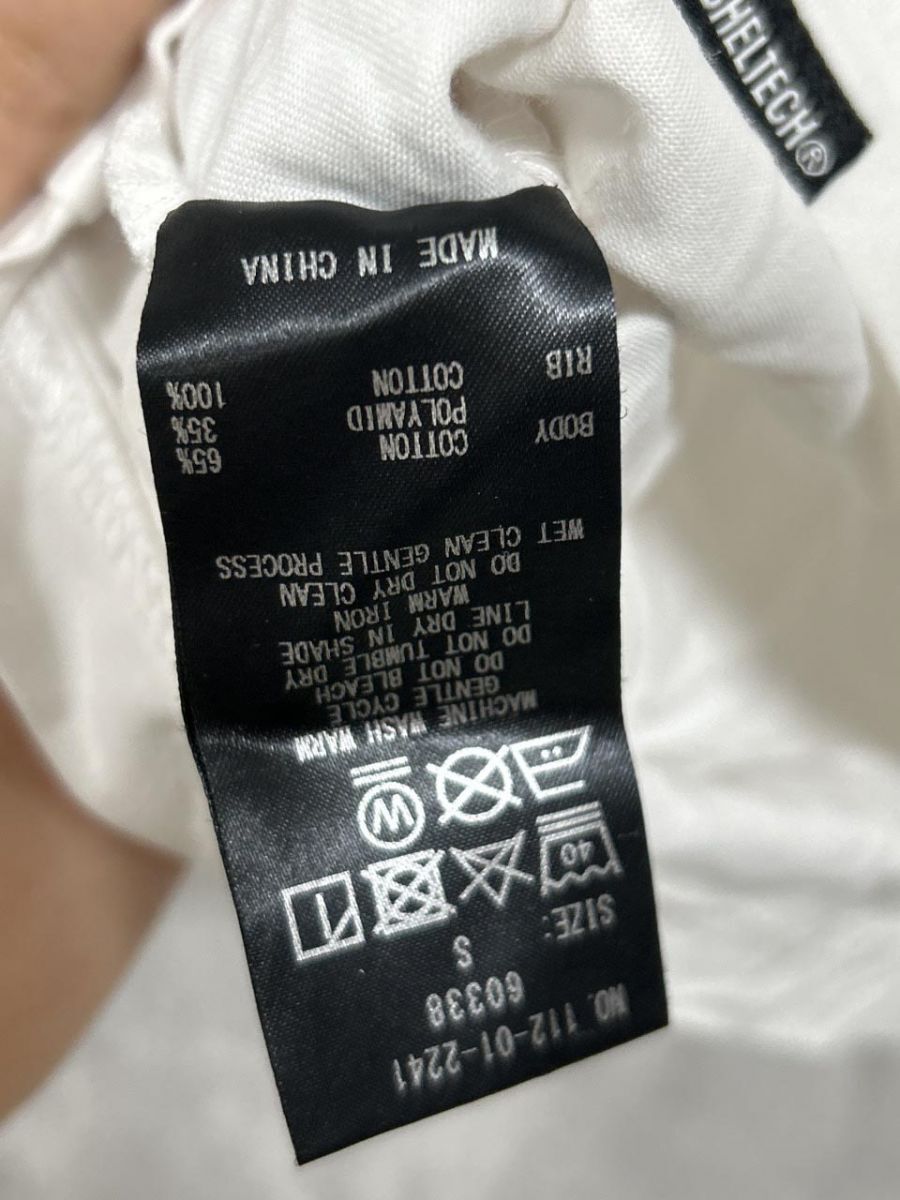 NO. 112-01-2241
60338
SIZE: S
40
W
MACHINE WASH WARM
GENTLE CYCLE
DO NOT BLEACH
DO NOT TUMBLE DRY
LINE DRY IN SHADE
WARM IRON
DO NOT DRY CLEAN
WET CLEAN GENTLE PROCESS
BODY COTTON 65%
POLYAMID 35%
RIB COTTON 100%
MADE IN CHINA
SHELTECH®